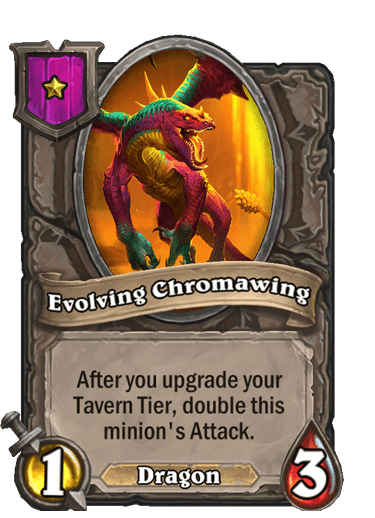 Evolving Chromawing
After you upgrade your
Tavern Tier, double this
minion's Attack.
1
Dragon
3